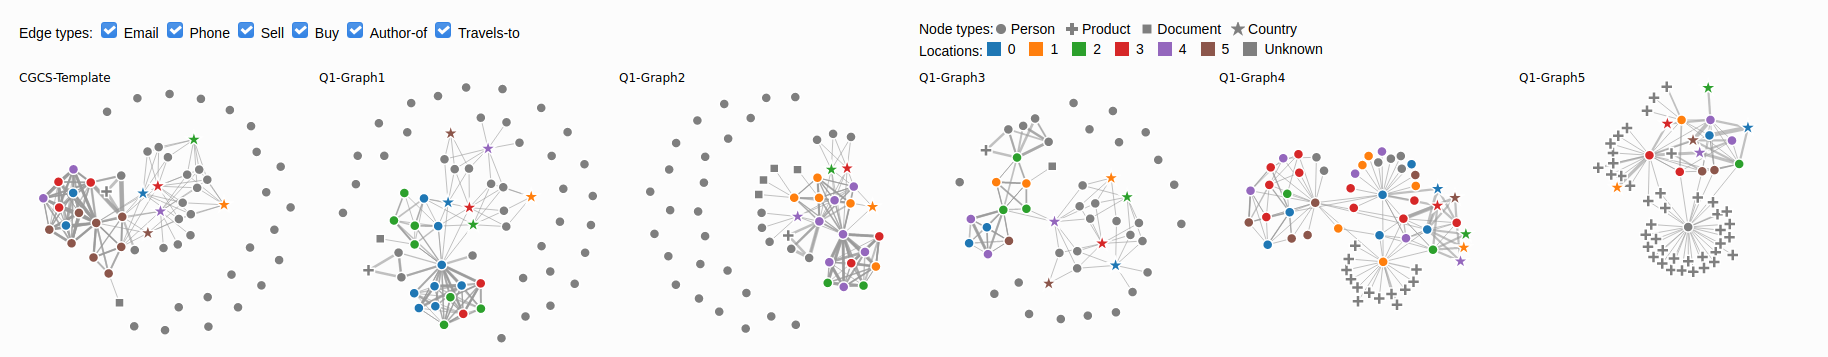 Edge types: Email Phone Sell Buy Author-of Travels-to
Node types: Person Product Document Country
Locations: 0 1 2 3 4 5 Unknown
CGCS-Template Q1-Graph1 Q1-Graph2 Q1-Graph3 Q1-Graph4 Q1-Graph5